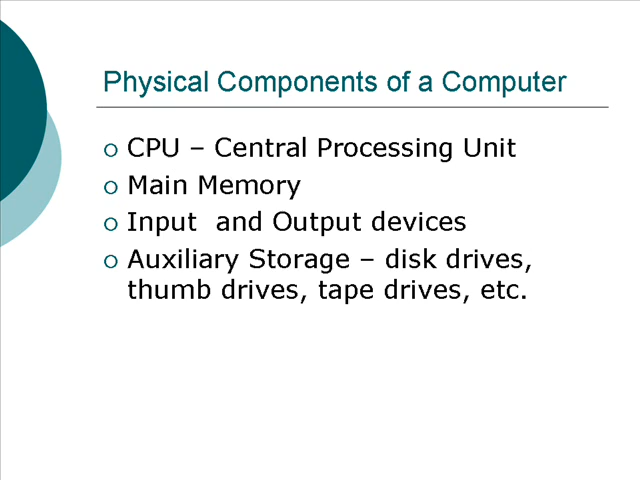 Physical Components of a Computer
CPU – Central Processing Unit
Main Memory
Input  and Output devices
Auxiliary Storage – disk drives,
thumb drives, tape drives, etc.